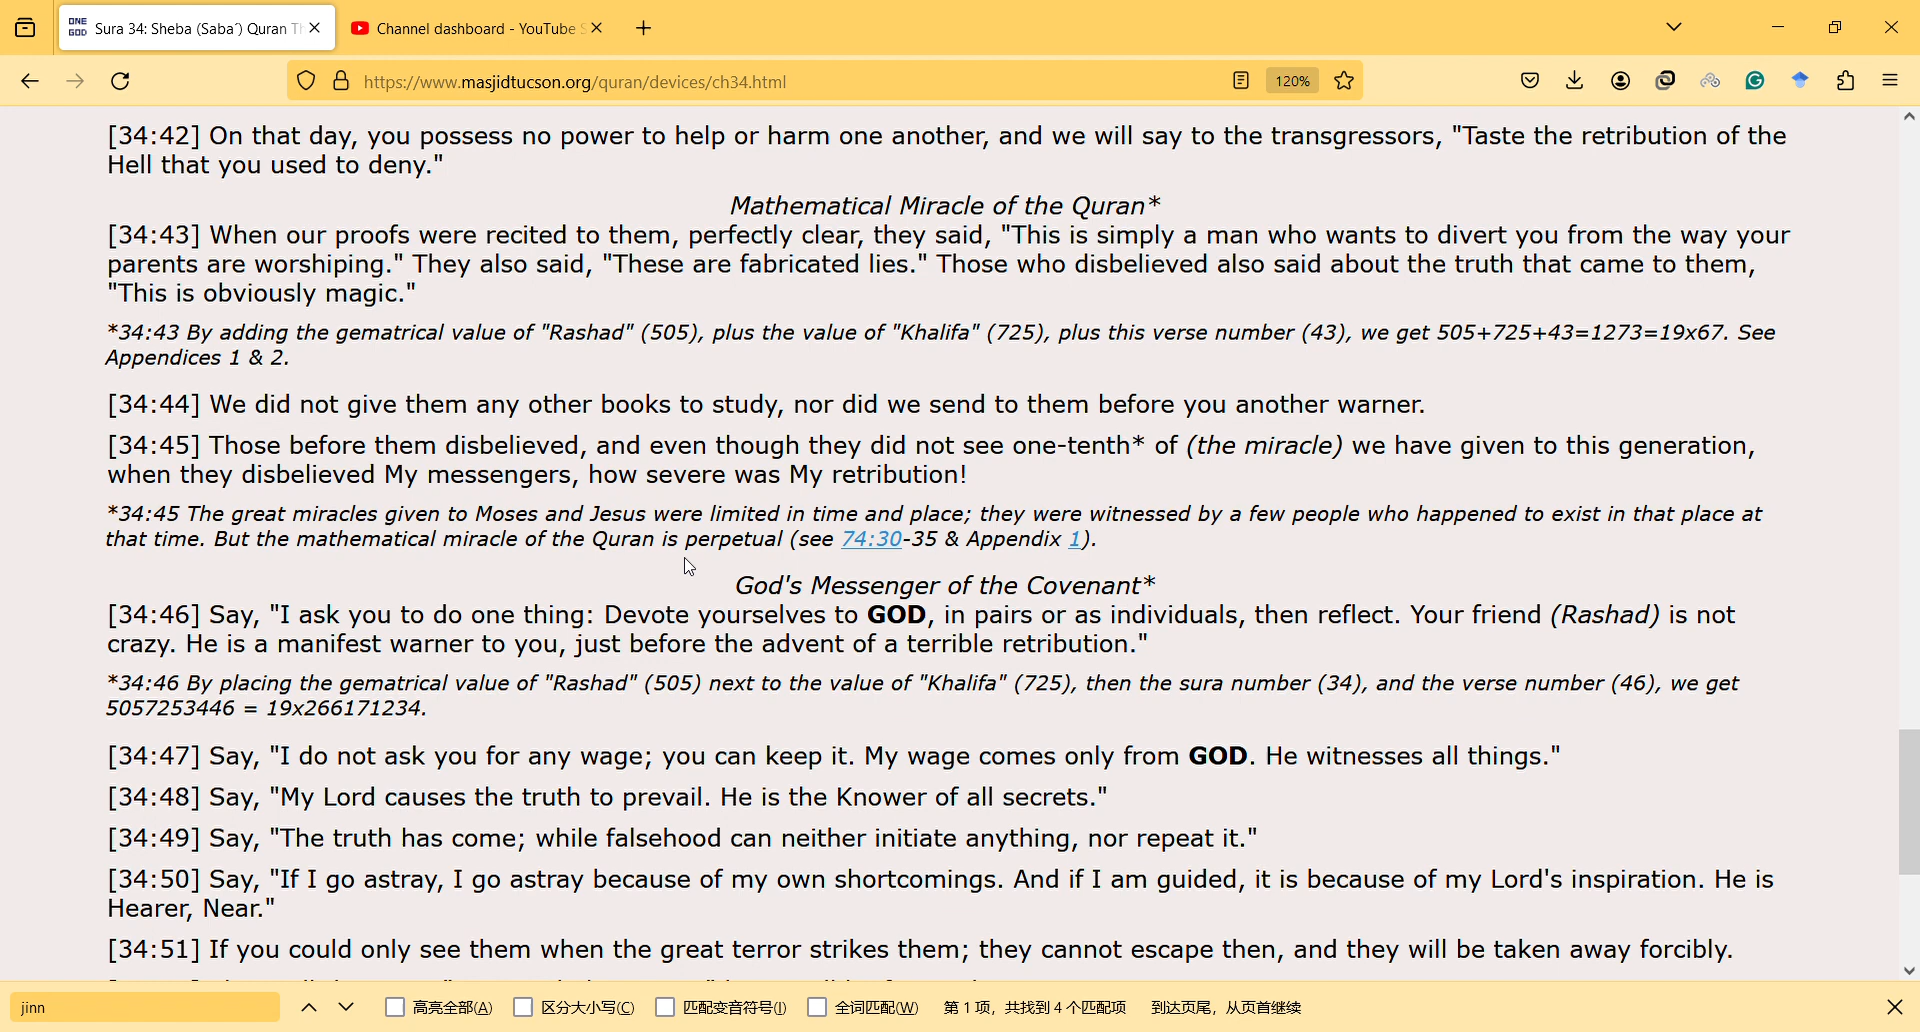 ONE GOD Sura 34: Sheba (Saba´) Quran Th
Channel dashboard - YouTube S
https://www.masjidtucson.org/quran/devices/ch34.html
120%
[34:42] On that day, you possess no power to help or harm one another, and we will say to the transgressors, "Taste the retribution of the
Hell that you used to deny."
Mathematical Miracle of the Quran*
[34:43] When our proofs were recited to them, perfectly clear, they said, "This is simply a man who wants to divert you from the way your
parents are worshiping." They also said, "These are fabricated lies." Those who disbelieved also said about the truth that came to them,
"This is obviously magic."
*34:43 By adding the gematrical value of "Rashad" (505), plus the value of "Khalifa" (725), plus this verse number (43), we get 505+725+43=1273=19x67. See
Appendices 1 & 2.
[34:44] We did not give them any other books to study, nor did we send to them before you another warner.
[34:45] Those before them disbelieved, and even though they did not see one-tenth* of (the miracle) we have given to this generation,
when they disbelieved My messengers, how severe was My retribution!
*34:45 The great miracles given to Moses and Jesus were limited in time and place; they were witnessed by a few people who happened to exist in that place at
that time. But the mathematical miracle of the Quran is perpetual (see 74:30-35 & Appendix 1).
God's Messenger of the Covenant*
[34:46] Say, "I ask you to do one thing: Devote yourselves to GOD, in pairs or as individuals, then reflect. Your friend (Rashad) is not
crazy. He is a manifest warner to you, just before the advent of a terrible retribution."
*34:46 By placing the gematrical value of "Rashad" (505) next to the value of "Khalifa" (725), then the sura number (34), and the verse number (46), we get
5057253446 = 19x266171234.
[34:47] Say, "I do not ask you for any wage; you can keep it. My wage comes only from GOD. He witnesses all things."
[34:48] Say, "My Lord causes the truth to prevail. He is the Knower of all secrets."
[34:49] Say, "The truth has come; while falsehood can neither initiate anything, nor repeat it."
[34:50] Say, "If I go astray, I go astray because of my own shortcomings. And if I am guided, it is because of my Lord's inspiration. He is
Hearer, Near."
[34:51] If you could only see them when the great terror strikes them; they cannot escape then, and they will be taken away forcibly.
jinn 高亮全部(A) 区分大小写(C) 匹配变音符号(I) 全词匹配(W) 第 1 项，共找到 4 个匹配项 到达页尾，从页首继续